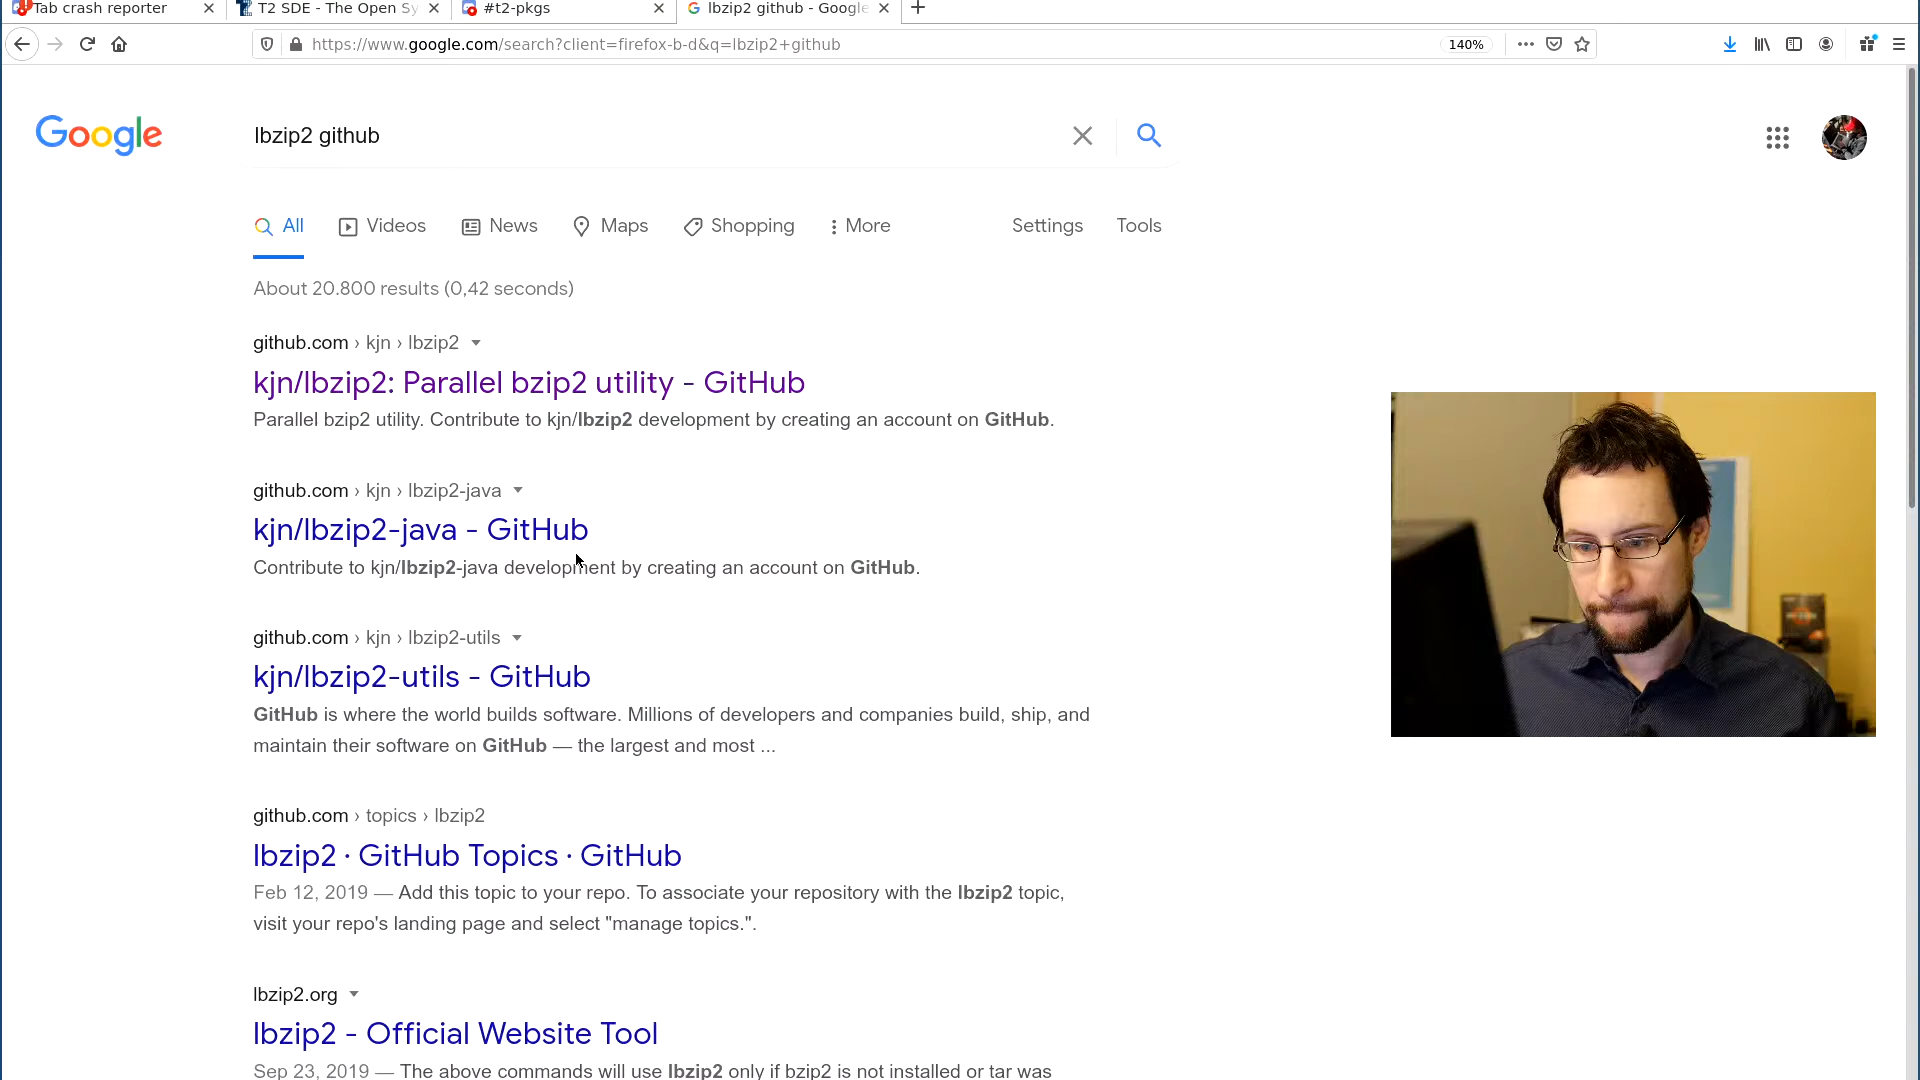 Tab crash reporter
T2 SDE - The Open Sy
#t2-pkgs
lbzip2 github - Google
https://www.google.com/search?client=firefox-b-d&q=lbzip2+github
140%
Google
lbzip2 github
All
Videos
News
Maps
Shopping
More
Settings
Tools
About 20.800 results (0,42 seconds)
github.com › kjn › lbzip2
kjn/lbzip2: Parallel bzip2 utility - GitHub
Parallel bzip2 utility. Contribute to kjn/lbzip2 development by creating an account on GitHub.
github.com › kjn › lbzip2-java
kjn/lbzip2-java - GitHub
Contribute to kjn/lbzip2-java development by creating an account on GitHub.
github.com › kjn › lbzip2-utils
kjn/lbzip2-utils - GitHub
GitHub is where the world builds software. Millions of developers and companies build, ship, and
maintain their software on GitHub — the largest and most ...
github.com › topics › lbzip2
lbzip2 · GitHub Topics · GitHub
Feb 12, 2019 — Add this topic to your repo. To associate your repository with the lbzip2 topic,
visit your repo's landing page and select "manage topics.".
lbzip2.org
lbzip2 - Official Website Tool
Sep 23, 2019 — The above commands will use lbzip2 only if bzip2 is not installed or tar was